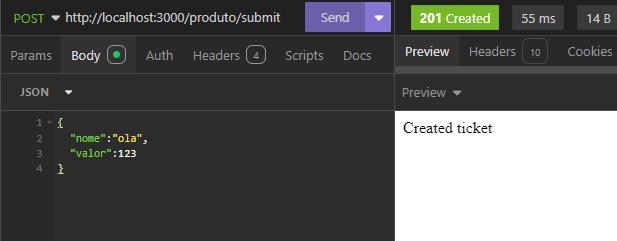 POST http://localhost:3000/produto/submit Send
Params Body Auth Headers 4 Scripts Docs
JSON
1 {
2 "nome":"ola",
3 "valor":123
4 }
201 Created 55 ms 14 B
Preview Headers 10 Cookies
Preview
Created ticket